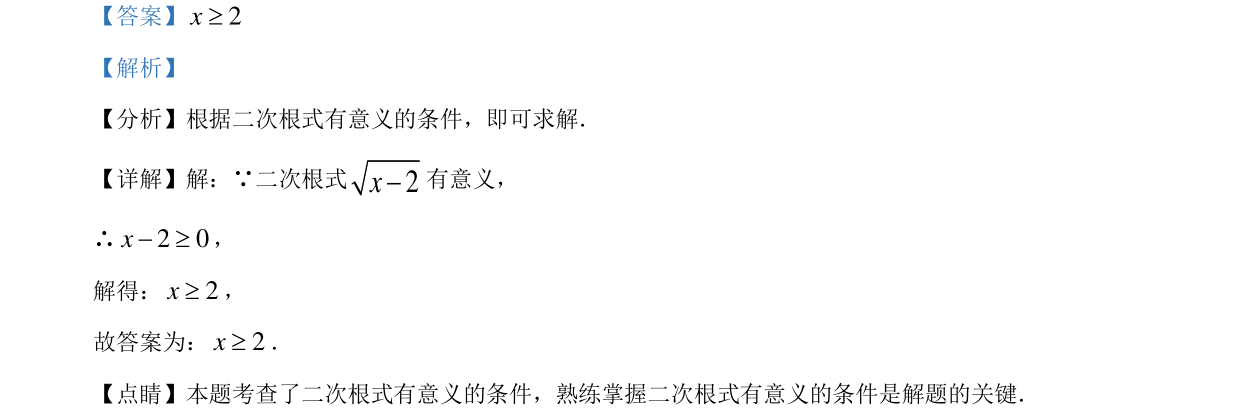 【答案】x ≥ 2
【解析】
【分析】根据二次根式有意义的条件，即可求解．
【详解】解：∵二次根式√(x−2) 有意义，
∴ x − 2 ≥ 0，
解得： x ≥ 2，
故答案为： x ≥ 2．
【点睛】本题考查了二次根式有意义的条件，熟练掌握二次根式有意义的条件是解题的关键．